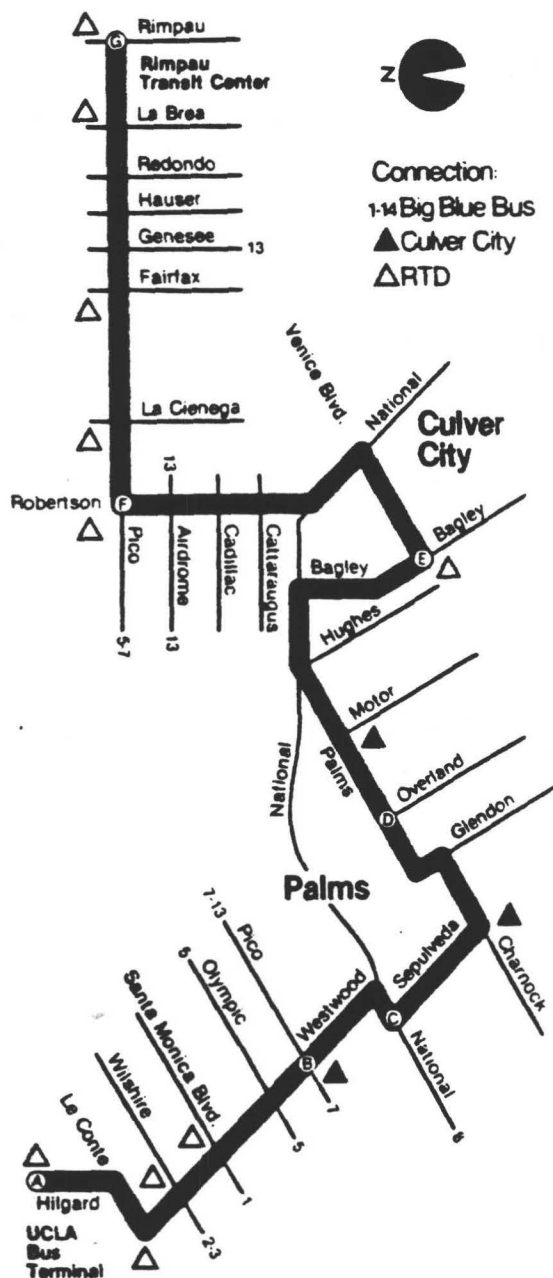 Rimpau
G
Rimpau
Transit Center
La Brea
Redondo
Hauser
Genesee
13
Fairfax
La Cienega
Z
Connection:
1-14 Big Blue Bus
Culver City
RTD
Venice Blvd.
National
Culver
City
Robertson
F
13
Pico
Airdrome
Cadillac
Cattaraugus
5-7
13
Bagley
E
Bagley
Hughes
Motor
National
Palms
Overland
D
Glendon
Palms
7-13
Pico
5
Olympic
Santa Monica Blvd.
Wilshire
Le Conte
Westwood
Sepulveda
Charnock
C
National
8
B
7
5
1
2-3
A
Hilgard
UCLA
Bus
Terminal